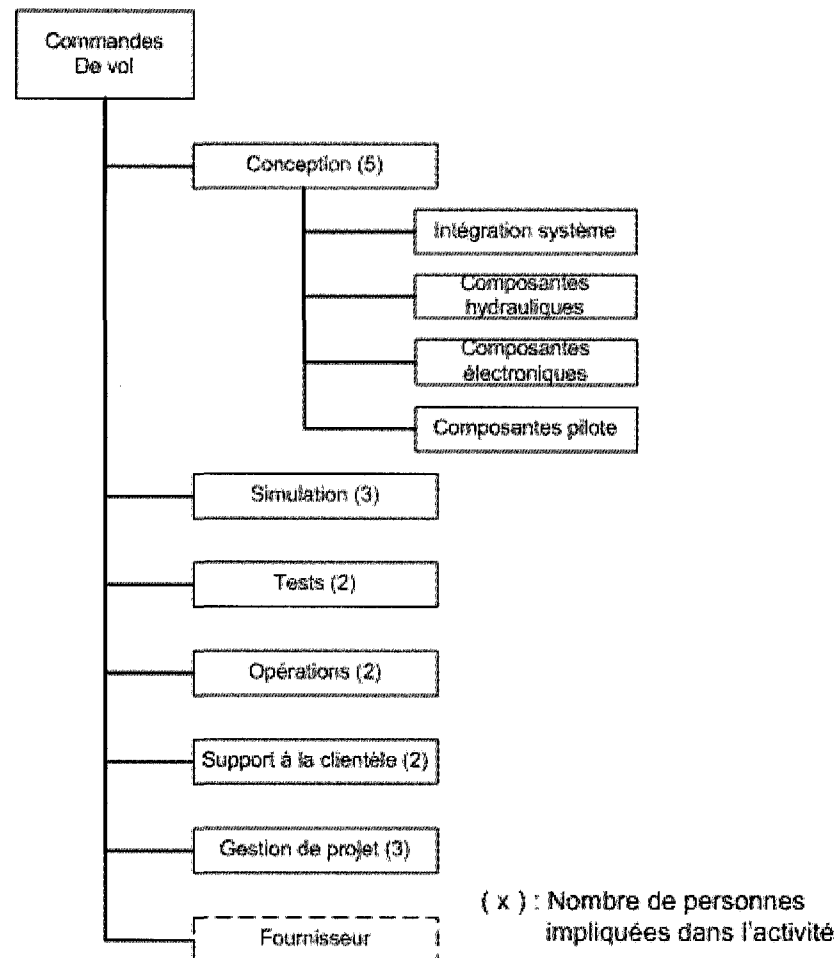 Commandes
De vol
Conception (5)
Intégration système
Composantes
hydrauliques
Composantes
électroniques
Composantes pilote
Simulation (3)
Tests (2)
Opérations (2)
Support à la clientèle (2)
Gestion de projet (3)
Fournisseur
( x ) : Nombre de personnes
impliquées dans l'activité